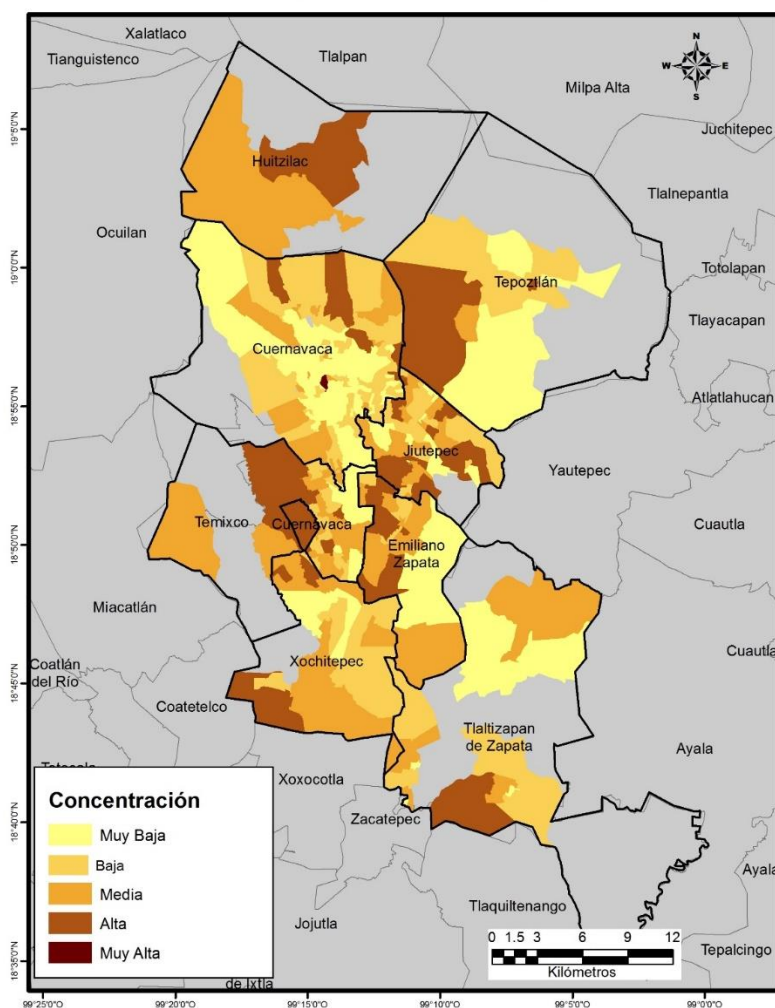 Xalatlaco
Tlalpan
Tianguistenco
N
W
E
S
Milpa Alta
19°5'0"N
Juchitepec
Huitzilac
Tlalnepantla
Ocuilan
19°0'0"N
Totolapan
Tepoztlán
Tlayacapan
Cuernavaca
Atlatlahucan
18°55'0"N
Jiutepec
Yautepec
Temixco
Cuernavaca
Cuautla
18°50'0"N
Emiliano
Zapata
Miacatlán
Xochitepec
Cuautla
Coatlán
del Río
18°45'0"N
Coatetelco
Tlaltizapan
de Zapata
Ayala
Xoxocotla
Zacatepec
18°40'0"N
Ayala
Jojutla
Tlaquiltenango
Tepalcingo
18°35'0"N
de Ixtla
Concentración
Muy Baja
Baja
Media
Alta
Muy Alta
0 1.5 3 6 9 12
Kilómetros
99°25'0"O
99°20'0"O
99°15'0"O
99°10'0"O
99°5'0"O
99°0'0"O